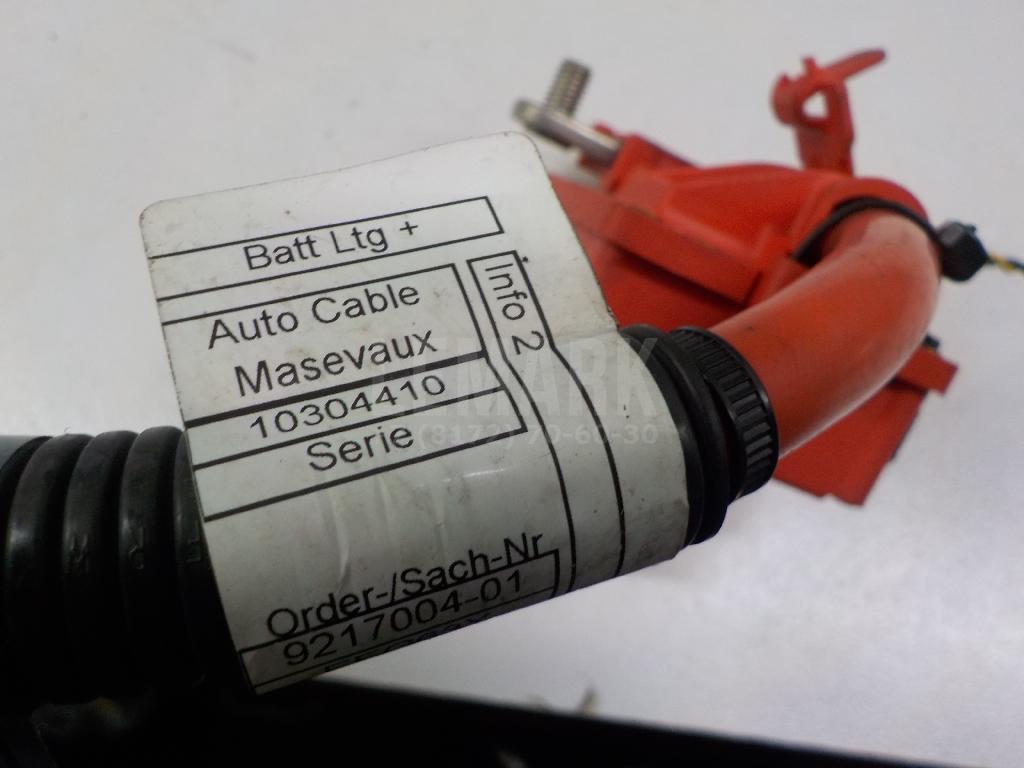 Batt Ltg +
Auto Cable
Masevaux
Info 2
10304410
Serie
Order-/Sach-Nr
9217004-01